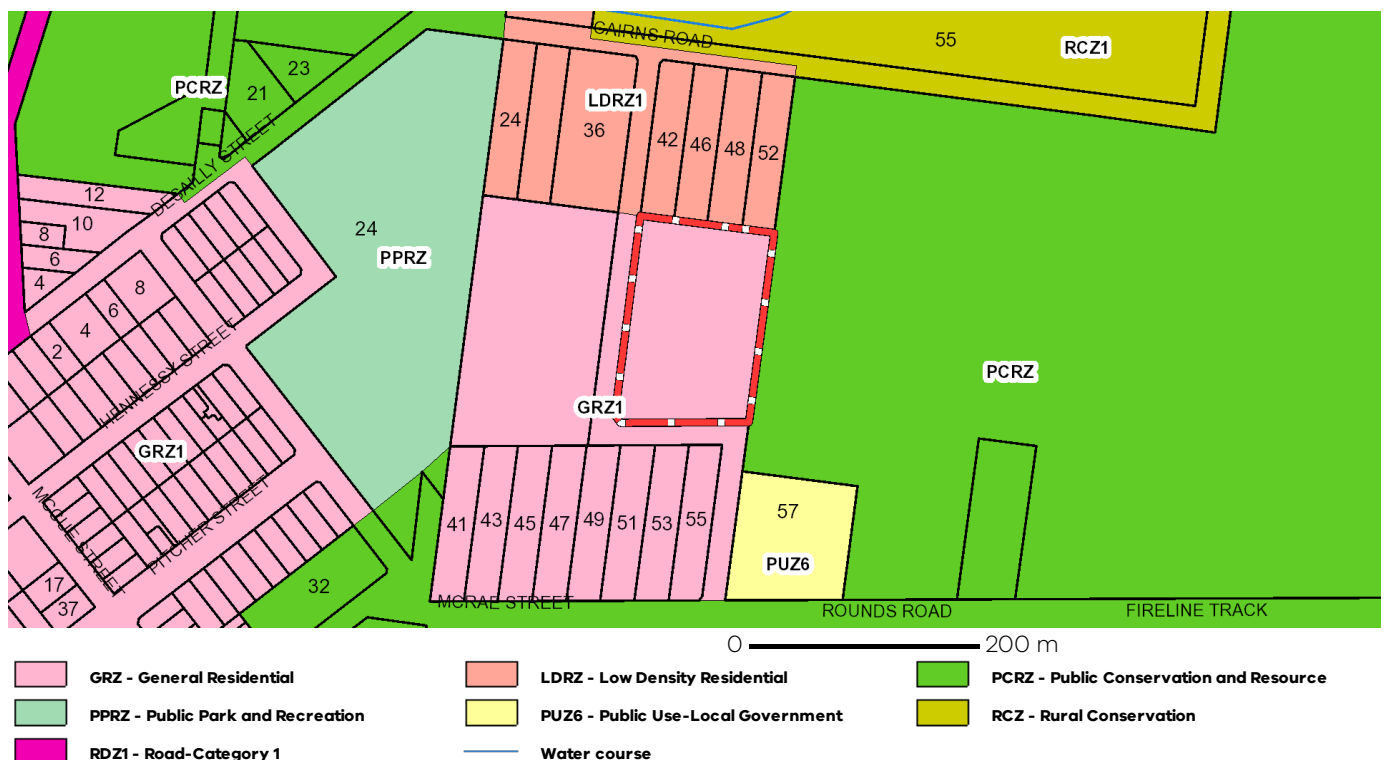 CAIRNS ROAD
55
RCZ1
23
PCRZ
21
LDRZ1
24
36
42
46
48
52
DESAILLY STREET
12
10
8
6
4
24
PPRZ
8
6
4
2
HENNESSY STREET
PCRZ
GRZ1
GRZ1
MCCUE STREET
PITCHER STREET
41
43
45
47
49
51
53
55
57
PUZ6
17
37
32
MCRAE STREET
ROUNDS ROAD
FIRELINE TRACK
0
200 m
GRZ - General Residential
LDRZ - Low Density Residential
PCRZ - Public Conservation and Resource
PPRZ - Public Park and Recreation
PUZ6 - Public Use-Local Government
RCZ - Rural Conservation
RDZ1 - Road-Category 1
Water course